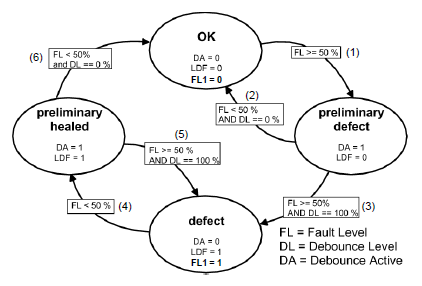 OK
DA = 0
LDF = 0
FL1 = 0
(6)
FL < 50%
and DL == 0 %
FL >= 50 %
(1)
(2)
FL < 50 %
AND DL == 0 %
preliminary
healed
DA = 1
LDF = 1
preliminary
defect
DA = 1
LDF = 0
(5)
FL >= 50 %
AND DL == 100 %
FL < 50 %
(4)
FL >= 50%
AND DL == 100 %
(3)
defect
DA = 0
LDF = 1
FL1 = 1
FL = Fault Level
DL = Debounce Level
DA = Debounce Active